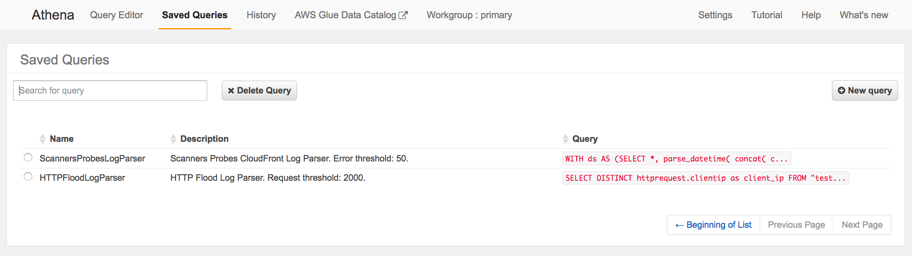 Athena Query Editor Saved Queries History AWS Glue Data Catalog Workgroup : primary Settings Tutorial Help What's new
Saved Queries
Search for query Delete Query New query
Name Description Query
ScannersProbesLogParser Scanners Probes CloudFront Log Parser. Error threshold: 50. WITH ds AS (SELECT *, parse_datetime( concat( c...
HTTPFloodLogParser HTTP Flood Log Parser. Request threshold: 2000. SELECT DISTINCT httprequest.clientip as client_ip FROM "test...
← Beginning of List Previous Page Next Page